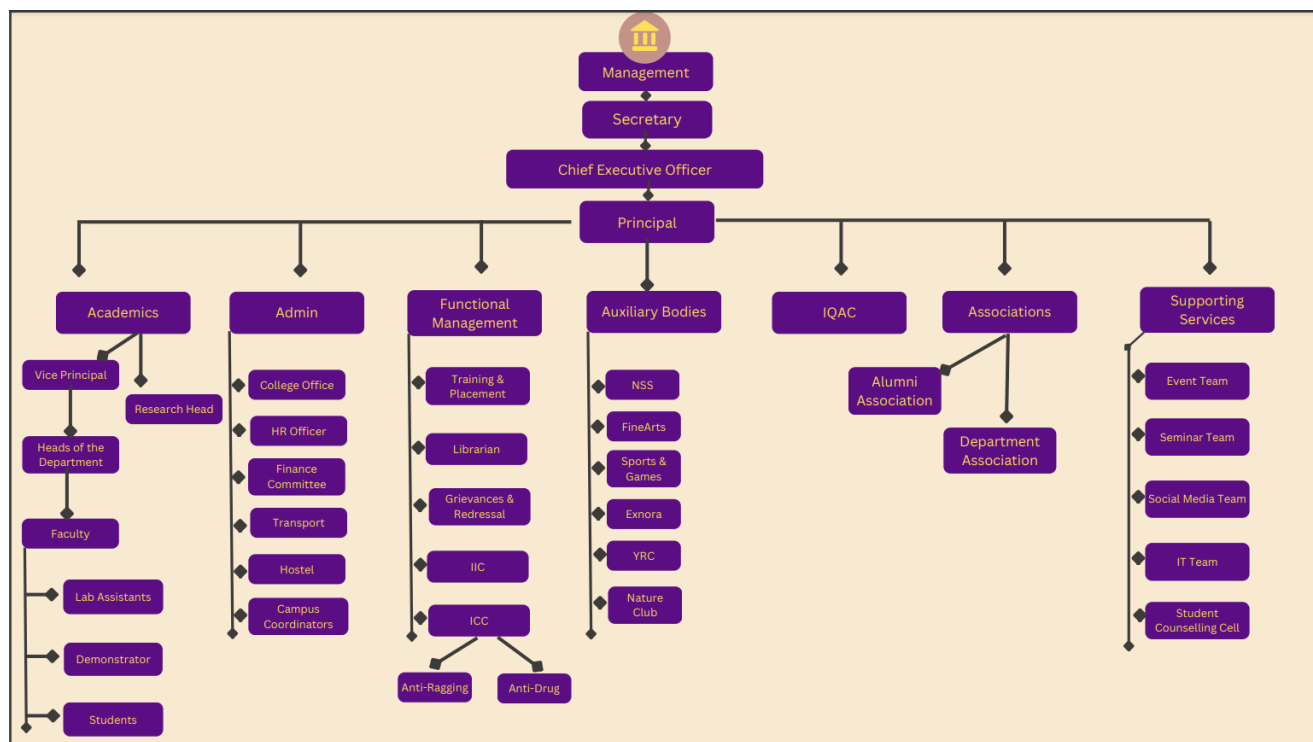 Management
Secretary
Chief Executive Officer
Principal
Academics
Admin
Functional
Management
Auxiliary Bodies
IQAC
Associations
Supporting
Services
Vice Principal
Research Head
Heads of the
Department
Faculty
Lab Assistants
Demonstrator
Students
College Office
HR Officer
Finance
Committee
Transport
Hostel
Campus
Coordinators
Training &
Placement
Librarian
Grievances &
Redressal
IIC
ICC
Anti-Ragging
Anti-Drug
NSS
FineArts
Sports &
Games
Exnora
YRC
Nature
Club
Alumni
Association
Department
Association
Event Team
Seminar Team
Social Media Team
IT Team
Student
Counselling Cell